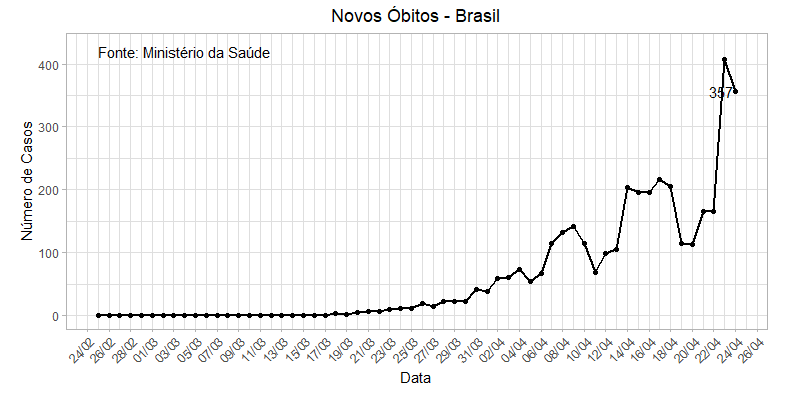 Novos Óbitos - Brasil
Fonte: Ministério da Saúde
Número de Casos
400
300
200
100
0
357
24/02 26/02 28/02 01/03 03/03 05/03 07/03 09/03 11/03 13/03 15/03 17/03 19/03 21/03 23/03 25/03 27/03 29/03 31/03 02/04 04/04 06/04 08/04 10/04 12/04 14/04 16/04 18/04 20/04 22/04 24/04 26/04
Data